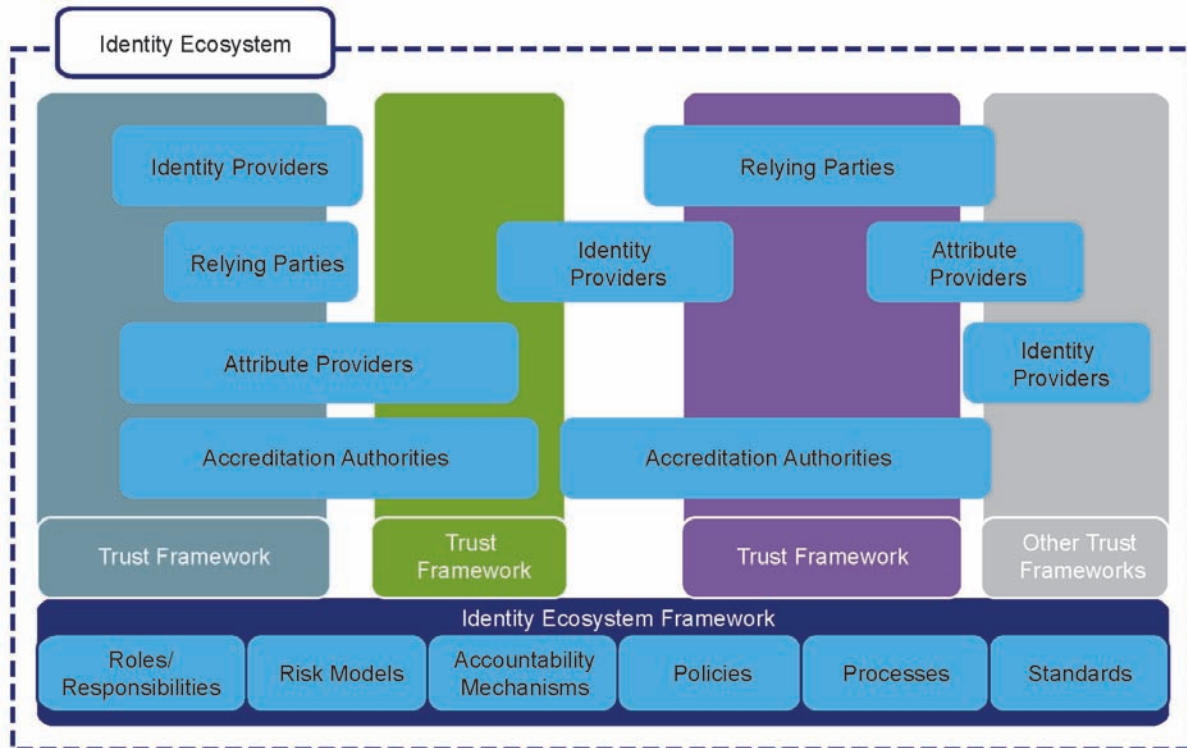 Identity Ecosystem
Identity Providers
Relying Parties
Relying Parties
Identity
Providers
Attribute
Providers
Attribute Providers
Identity
Providers
Accreditation Authorities
Accreditation Authorities
Trust Framework
Trust
Framework
Trust Framework
Other Trust
Frameworks
Identity Ecosystem Framework
Roles/
Responsibilities
Risk Models
Accountability
Mechanisms
Policies
Processes
Standards